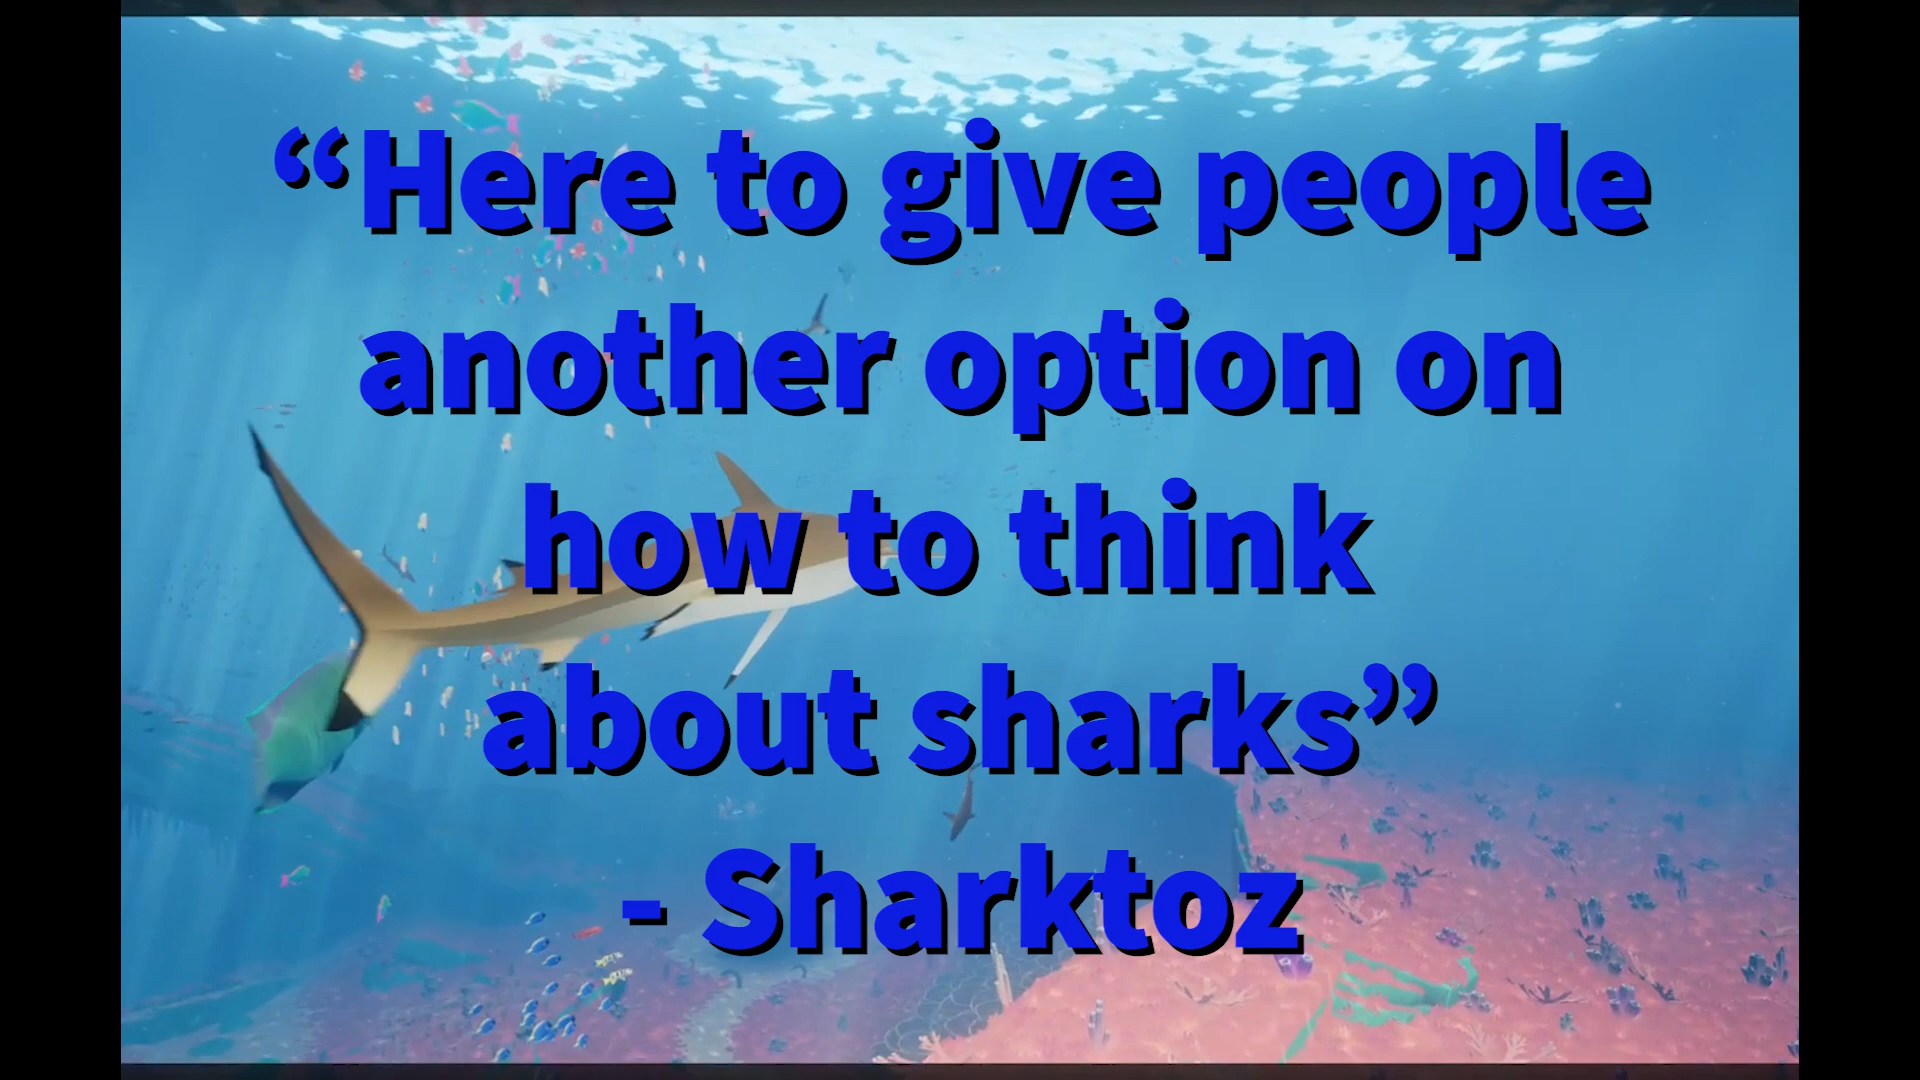 “Here to give people
another option on
how to think
about sharks”
- Sharktoz